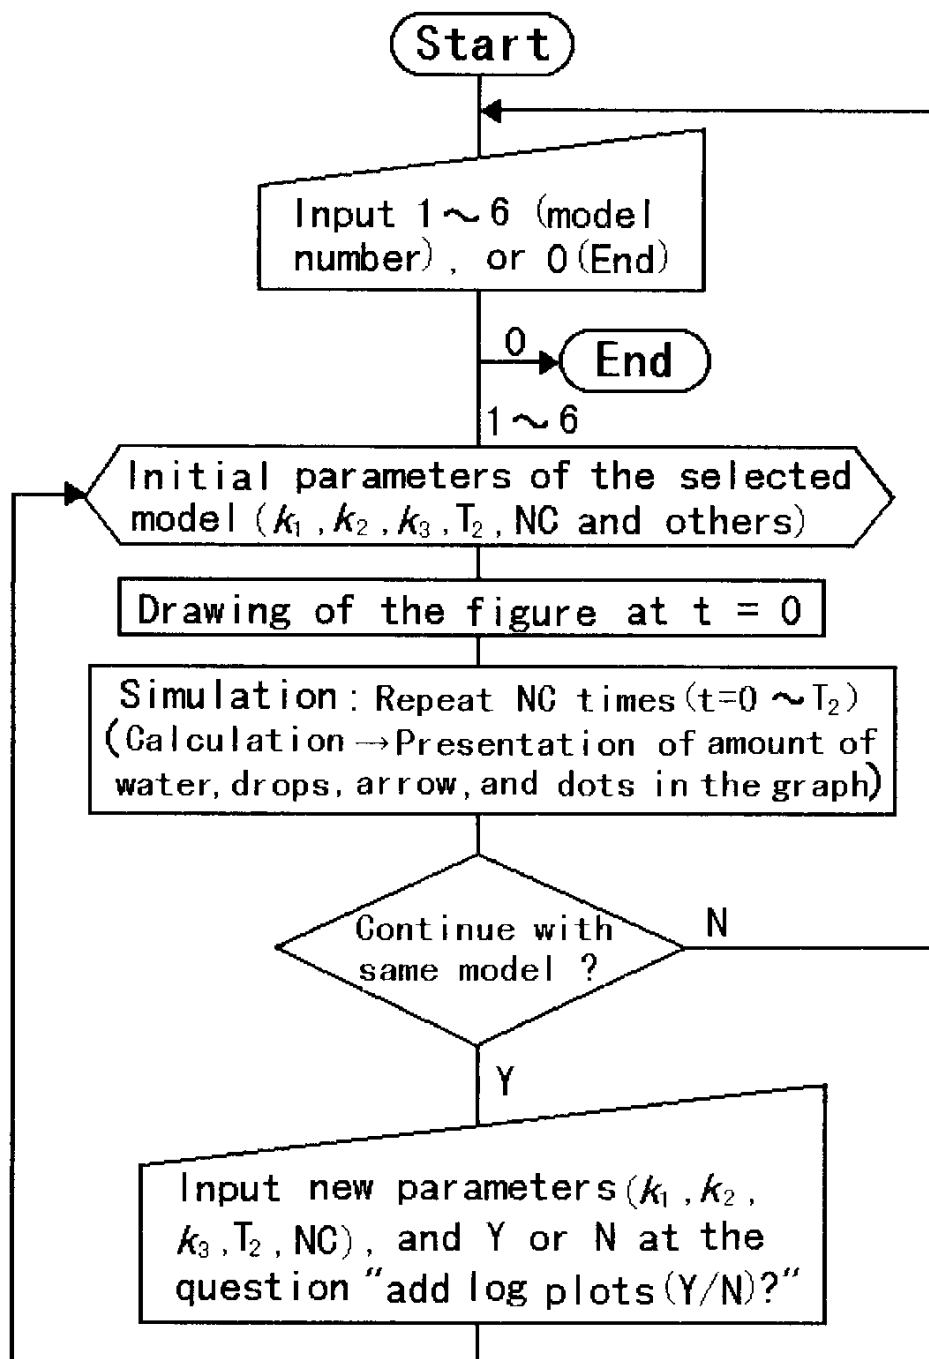 Start
Input 1～6 (model
number), or 0(End)
0
End
1～6
Initial parameters of the selected
model(k₁,k₂,k₃,T₂,NC and others)
Drawing of the figure at t = 0
Simulation: Repeat NC times(t=0 ～T₂)
(Calculation →Presentation of amount of
water, drops, arrow, and dots in the graph)
Continue with
same model ?
N
Y
Input new parameters(k₁,k₂,
k₃,T₂,NC), and Y or N at the
question "add log plots(Y/N)?"